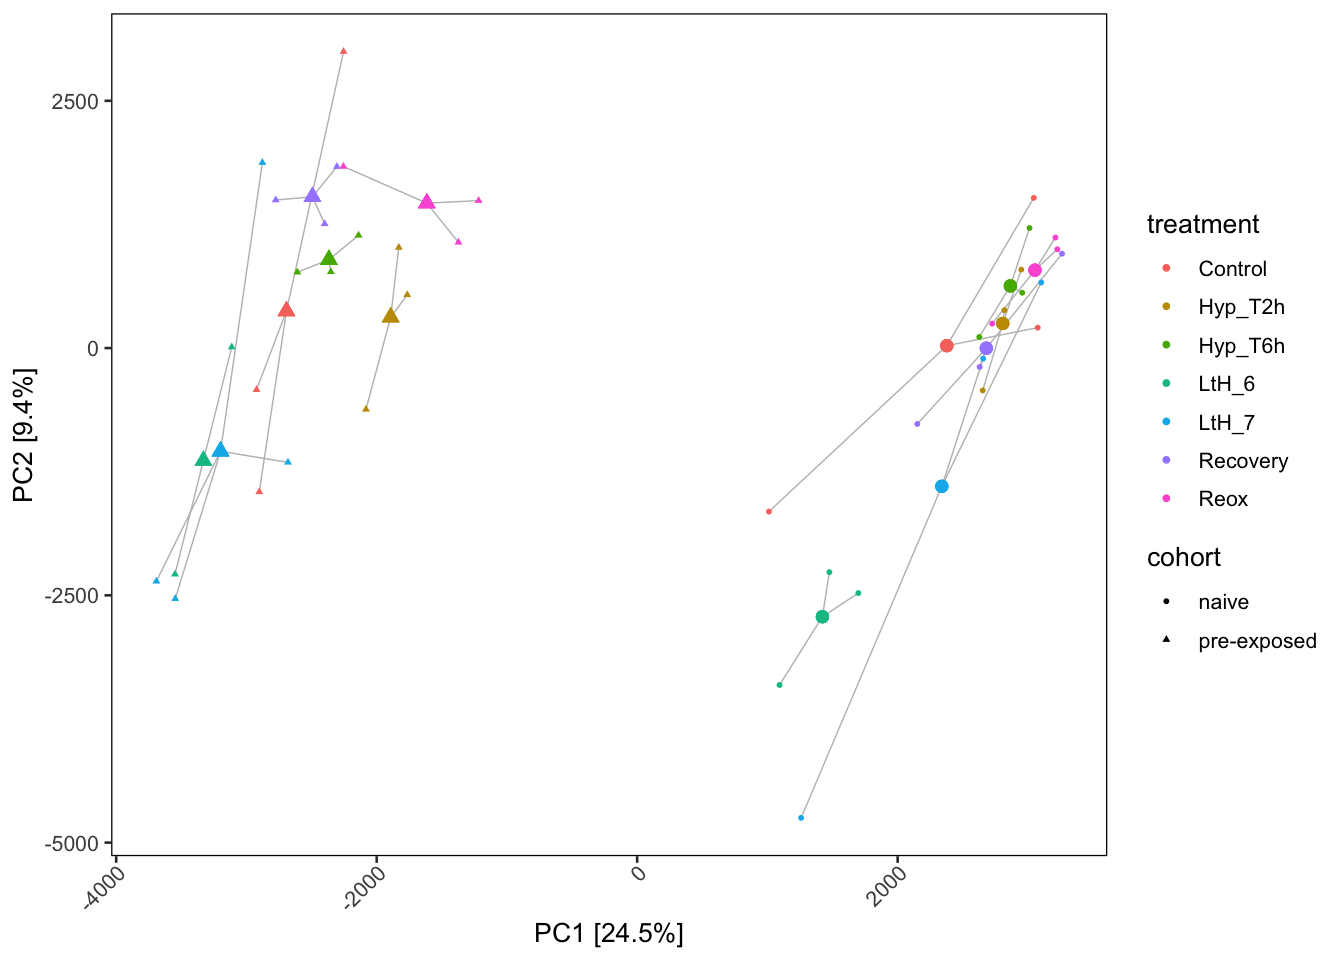 2500
0
-2500
-5000
PC2 [9.4%]
-4000
-2000
0
2000
PC1 [24.5%]
treatment
Control
Hyp_T2h
Hyp_T6h
LtH_6
LtH_7
Recovery
Reox
cohort
naive
pre-exposed